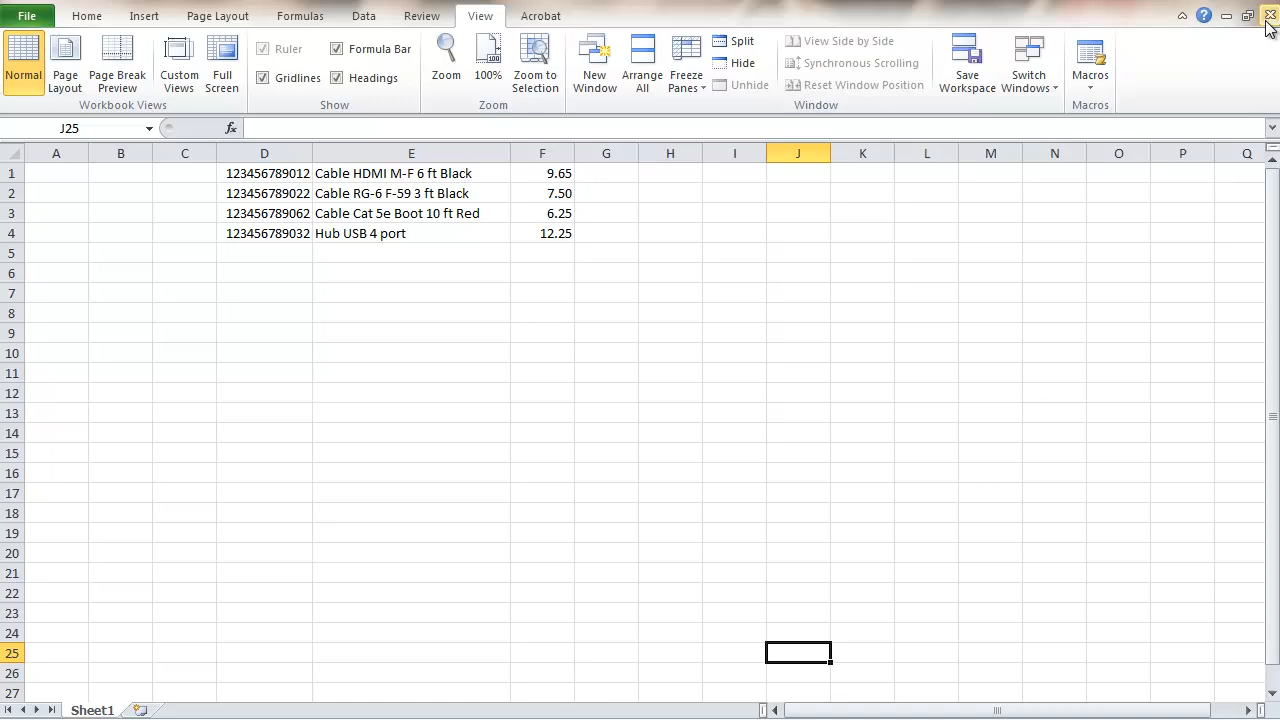 File Home Insert Page Layout Formulas Data Review View Acrobat
Ruler Formula Bar Split View Side by Side
Hide Synchronous Scrolling
Gridlines Headings Unhide Reset Window Position
Normal Page Layout Page Break Preview Custom Views Full Screen Zoom 100% Zoom to Selection New Window Arrange All Freeze Panes Save Workspace Switch Windows Macros
Workbook Views Show Zoom Window Macros
J25 fx
A B C D E F G H I J K L M N O P Q
1 123456789012 Cable HDMI M-F 6 ft Black 9.65
2 123456789022 Cable RG-6 F-59 3 ft Black 7.50
3 123456789062 Cable Cat 5e Boot 10 ft Red 6.25
4 123456789032 Hub USB 4 port 12.25
5
6
7
8
9
10
11
12
13
14
15
16
17
18
19
20
21
22
23
24
25
26
27
Sheet1